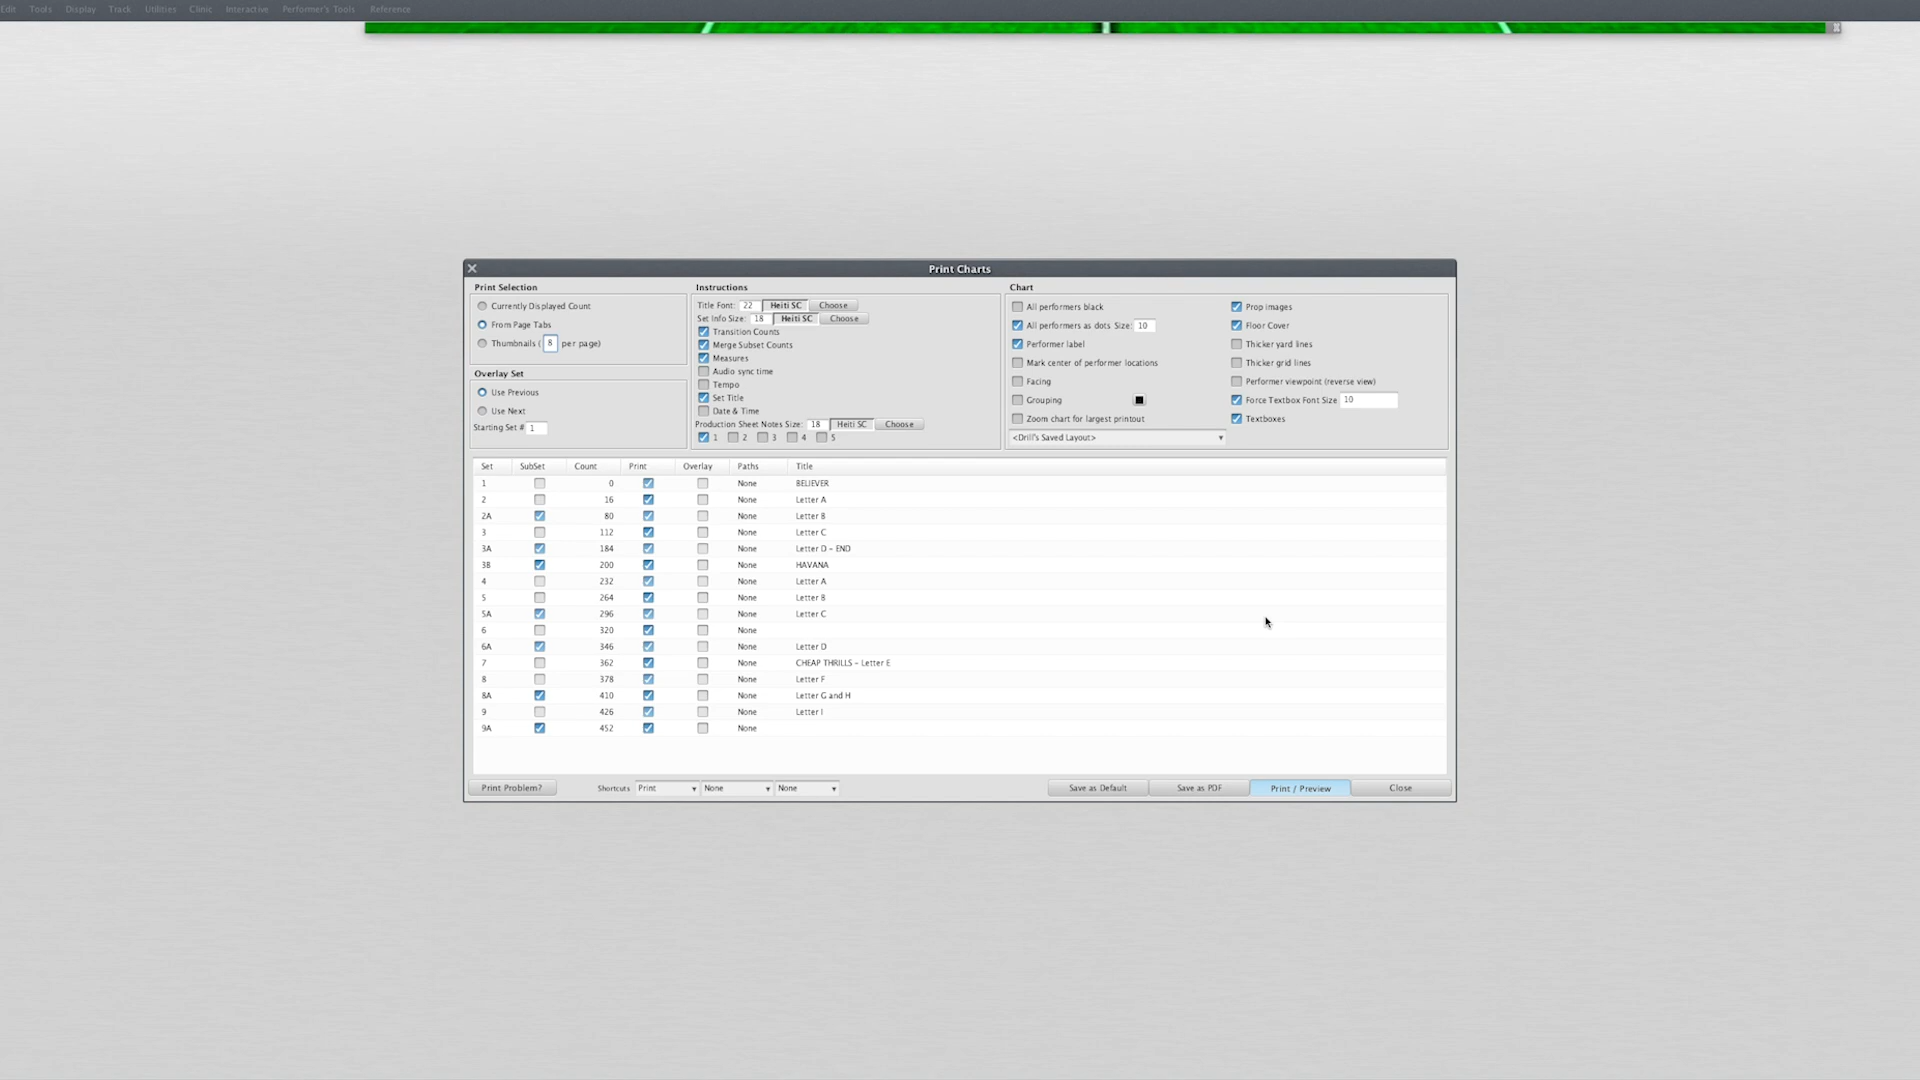 Edit Tools Display Track Utilities Clinic Interactive Performer's Tools Reference
Print Charts
Print Selection
Currently Displayed Count
From Page Tabs
Thumbnails ( 8 per page)
Overlay Set
Use Previous
Use Next
Starting Set # 1
Instructions
Title Font: 22 Heiti SC Choose
Set Info Size: 18 Heiti SC Choose
Transition Counts
Merge Subset Counts
Measures
Audio sync time
Tempo
Set Title
Date & Time
Production Sheet Notes Size: 18 Heiti SC Choose
1 2 3 4 5
Chart
All performers black
All performers as dots Size: 10
Performer label
Mark center of performer locations
Facing
Grouping
Zoom chart for largest printout
<Drill's Saved Layout>
Prop images
Floor Cover
Thicker yard lines
Thicker grid lines
Performer viewpoint (reverse view)
Force Textbox Font Size 10
Textboxes
Set SubSet Count Print Overlay Paths Title
1 0 None BELIEVER
2 16 None Letter A
2A 80 None Letter B
3 112 None Letter C
3A 184 None Letter D - END
3B 200 None HAVANA
4 232 None Letter A
5 264 None Letter B
5A 296 None Letter C
6 320 None
6A 346 None Letter D
7 362 None CHEAP THRILLS - Letter E
8 378 None Letter F
8A 410 None Letter G and H
9 426 None Letter I
9A 452 None
Print Problem? Shortcuts Print None None Save as Default Save as PDF Print / Preview Close